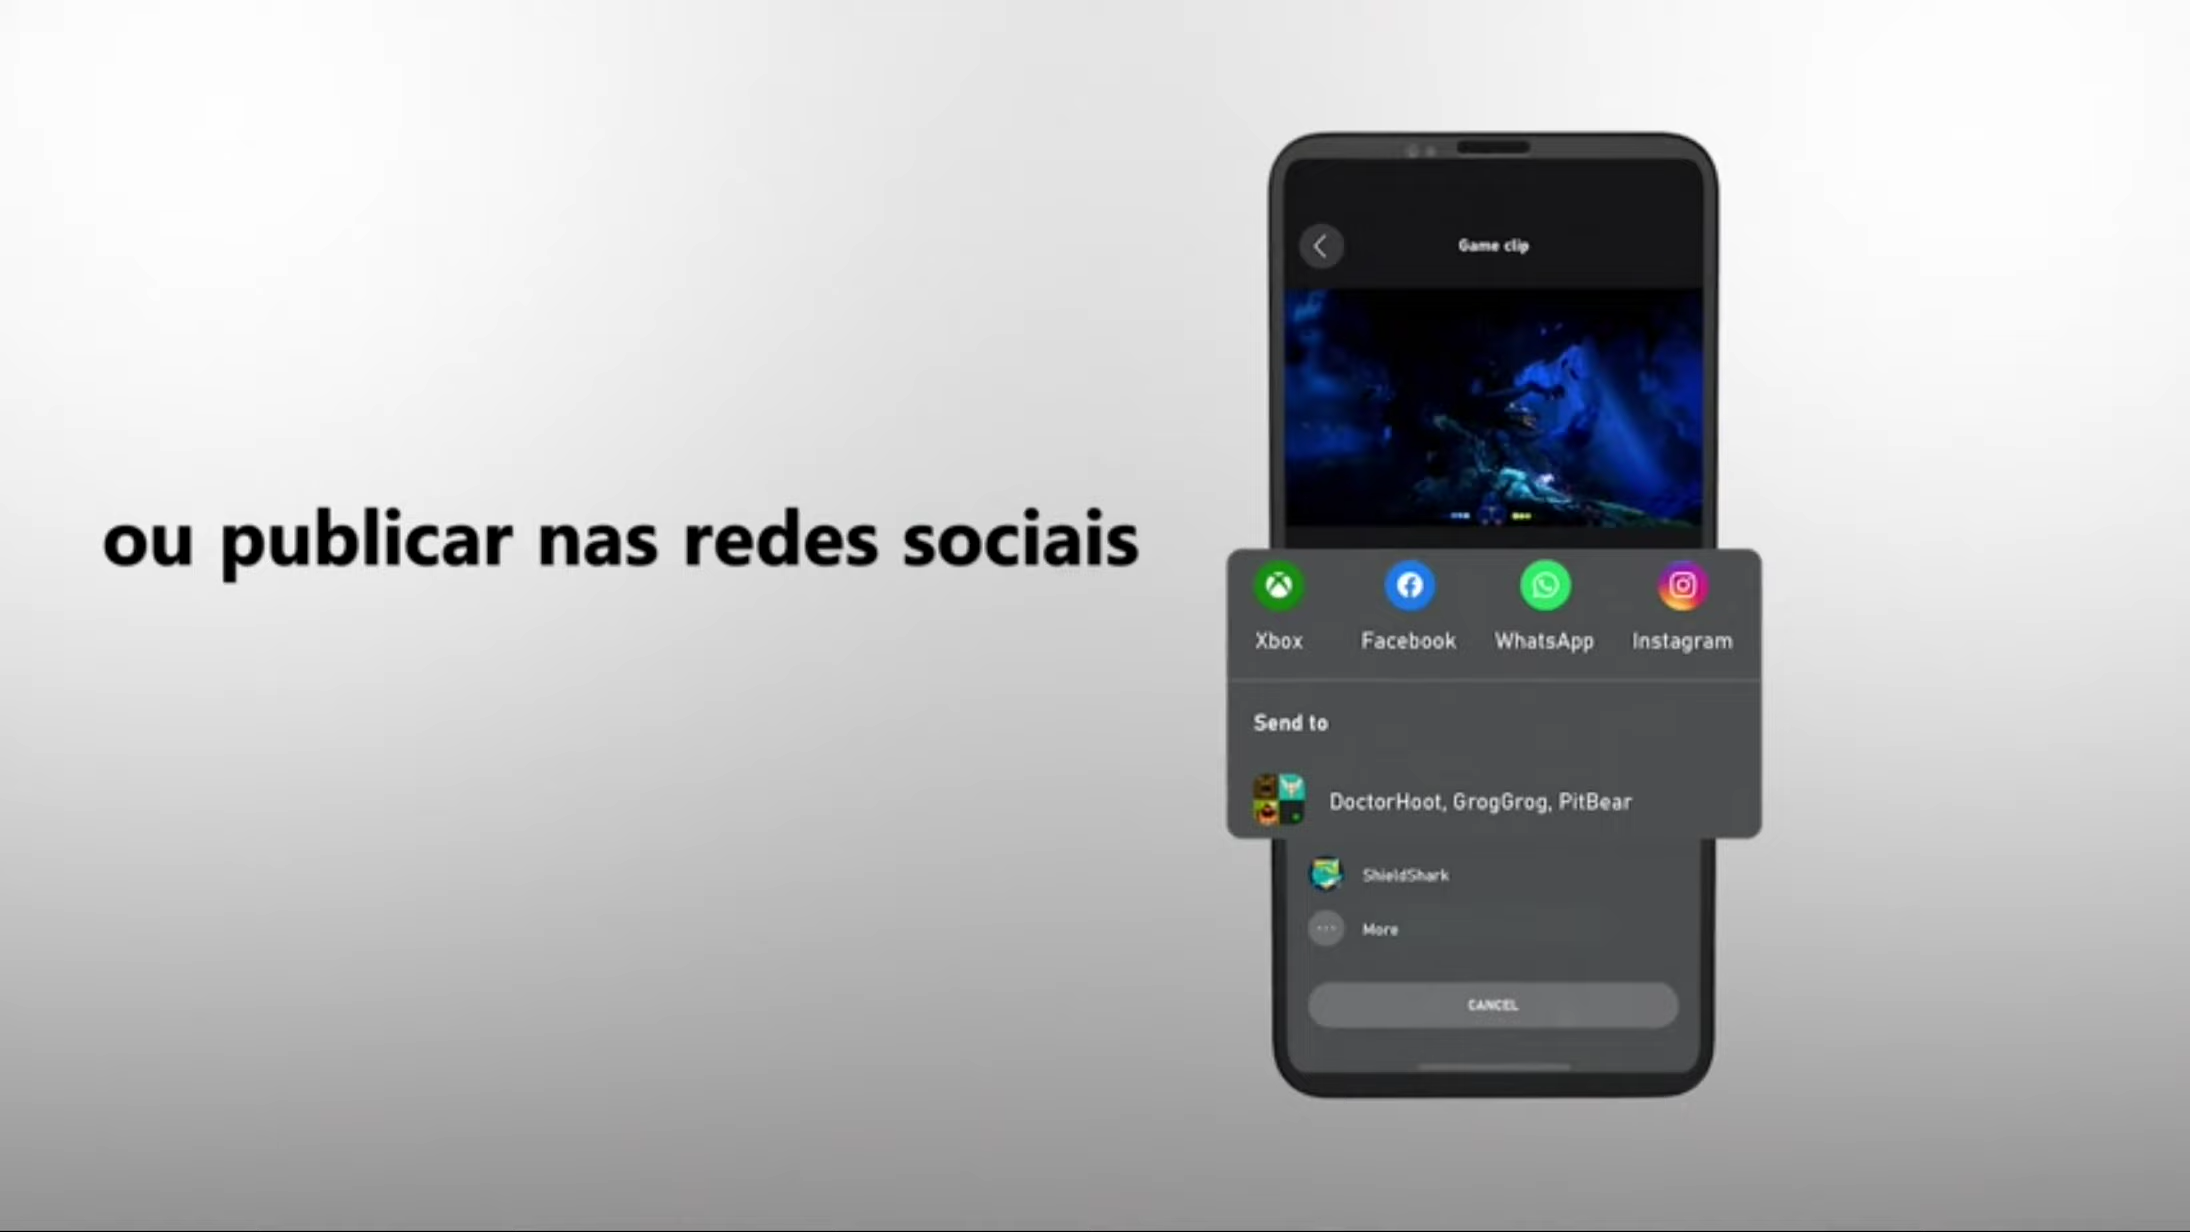 ou publicar nas redes sociais
Game clip
Xbox Facebook WhatsApp Instagram
Send to
DoctorHoot, GrogGrog, PitBear
ShieldShark
More
CANCEL